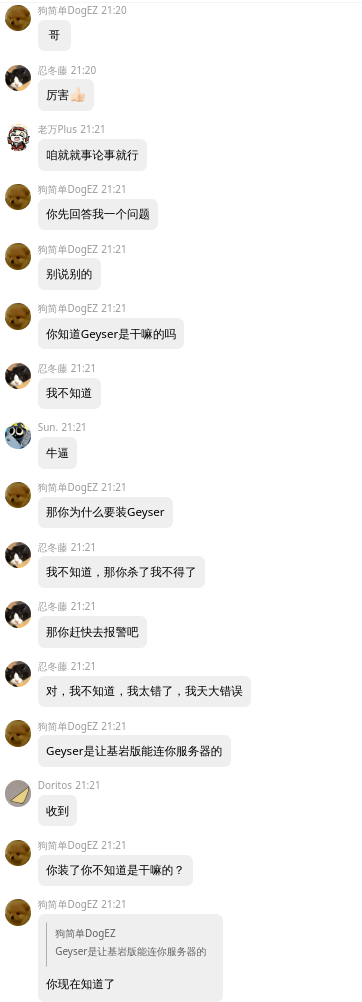 狗简单DogEZ 21:20
哥
忍冬藤 21:20
厉害👍🏻
老万Plus 21:21
咱就就事论事就行
狗简单DogEZ 21:21
你先回答我一个问题
狗简单DogEZ 21:21
别说别的
狗简单DogEZ 21:21
你知道Geyser是干嘛的吗
忍冬藤 21:21
我不知道
Sun. 21:21
牛逼
狗简单DogEZ 21:21
那你为什么要装Geyser
忍冬藤 21:21
我不知道，那你杀了我不得了
忍冬藤 21:21
那你赶快去报警吧
忍冬藤 21:21
对，我不知道，我太错了，我天大错误
狗简单DogEZ 21:21
Geyser是让基岩版能连你服务器的
Doritos 21:21
收到
狗简单DogEZ 21:21
你装了你不知道是干嘛的？
狗简单DogEZ 21:21
狗简单DogEZ
Geyser是让基岩版能连你服务器的
你现在知道了